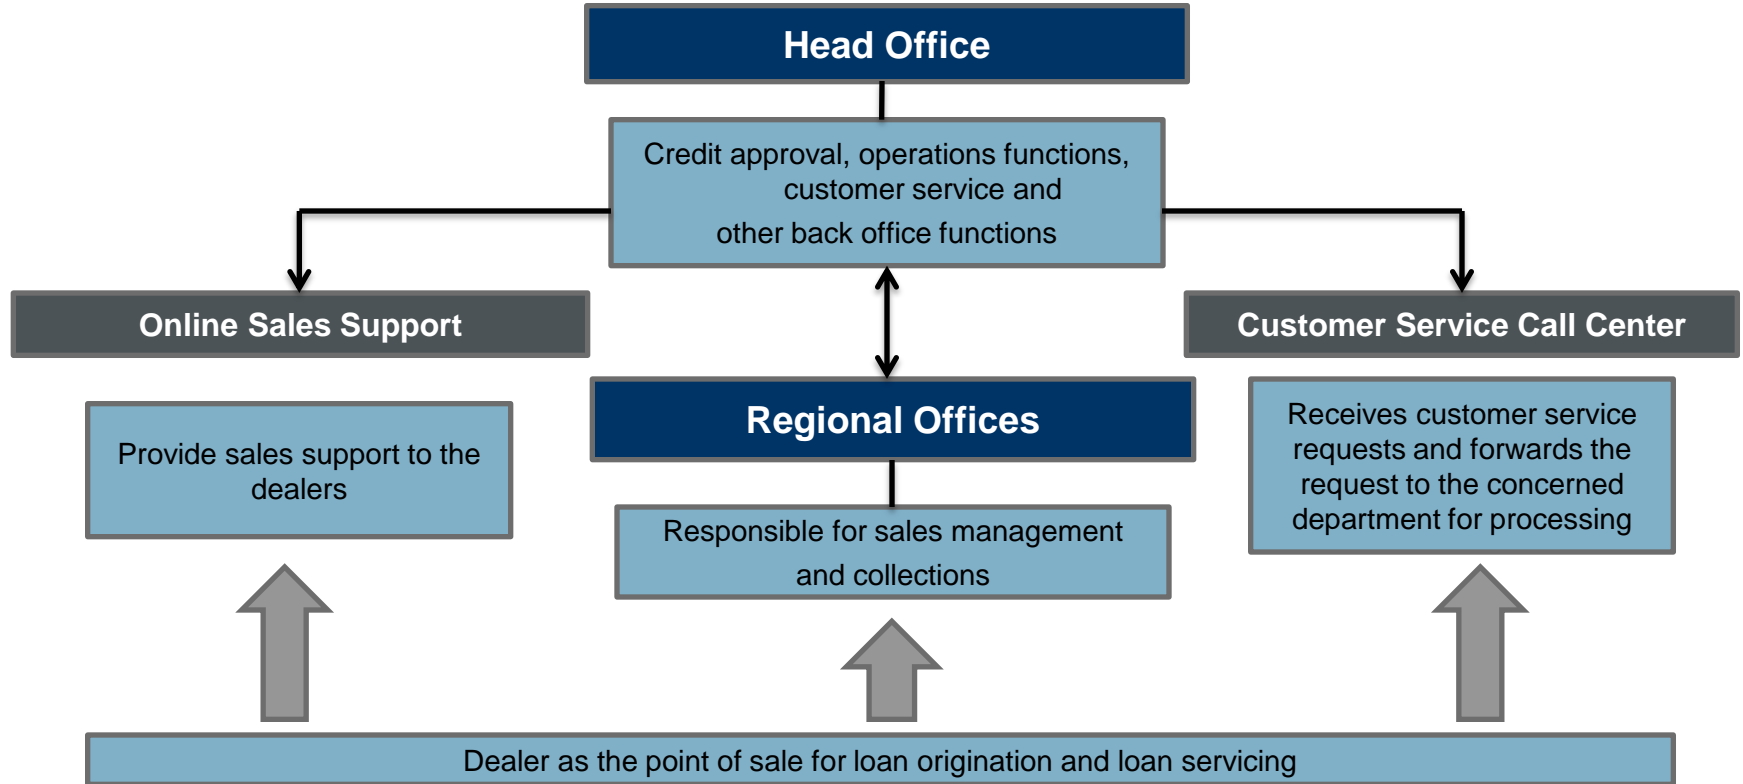 Head Office
Credit approval, operations functions,
customer service and
other back office functions
Online Sales Support
Customer Service Call Center
Regional Offices
Provide sales support to the
dealers
Responsible for sales management
and collections
Receives customer service
requests and forwards the
request to the concerned
department for processing
Dealer as the point of sale for loan origination and loan servicing